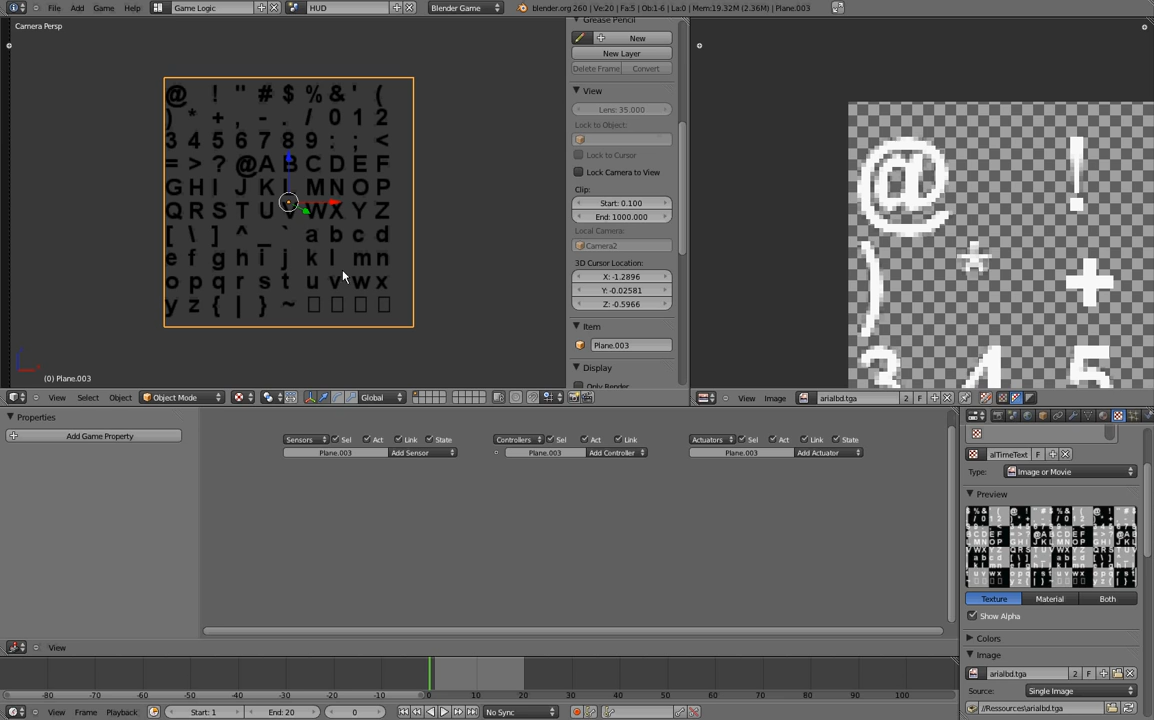 File Add Game Help Game Logic HUD Blender Game blender.org 260 | Ve:20 | Fa:5 | Ob:1-6 | La:0 | Mem:19.32M (2.36M) | Plane.003
Camera Persp
@ ! " # $ % & ' (
) * + , - . / 0 1 2
3 4 5 6 7 8 9 : ; <
= > ? @ A B C D E F
G H I J K L M N O P
Q R S T U V W X Y Z
[ \ ] ^ _ ` a b c d
e f g h i j k l m n
o p q r s t u v w x
y z { | } ~
(0) Plane.003
Grease Pencil
New
New Layer
Delete Frame Convert
View
Lens: 35.000
Lock to Object:
Lock to Cursor
Lock Camera to View
Clip:
Start: 0.100
End: 1000.000
Local Camera:
Camera2
3D Cursor Location:
X: -1.2896
Y: -0.02581
Z: -0.5966
Item
Plane.003
Display
Only Render
@ !
) * +
3 4 5
View Select Object Object Mode Global
View Image arialbd.tga 2 F
Properties
Add Game Property
Sensors Sel Act Link State
Plane.003 Add Sensor
Controllers Sel Act Link
Plane.003 Add Controller
Actuators Sel Act Link State
Plane.003 Add Actuator
View
alTimeText F
Type: Image or Movie
Preview
Texture Material Both
Show Alpha
Colors
Image
arialbd.tga 2 F
Source: Single Image
//Ressources\arialbd.tga
-80 -70 -60 -50 -40 -30 -20 -10 0 10 20 30 40 50 60 70 80 90 100
View Frame Playback Start: 1 End: 20 0 No Sync